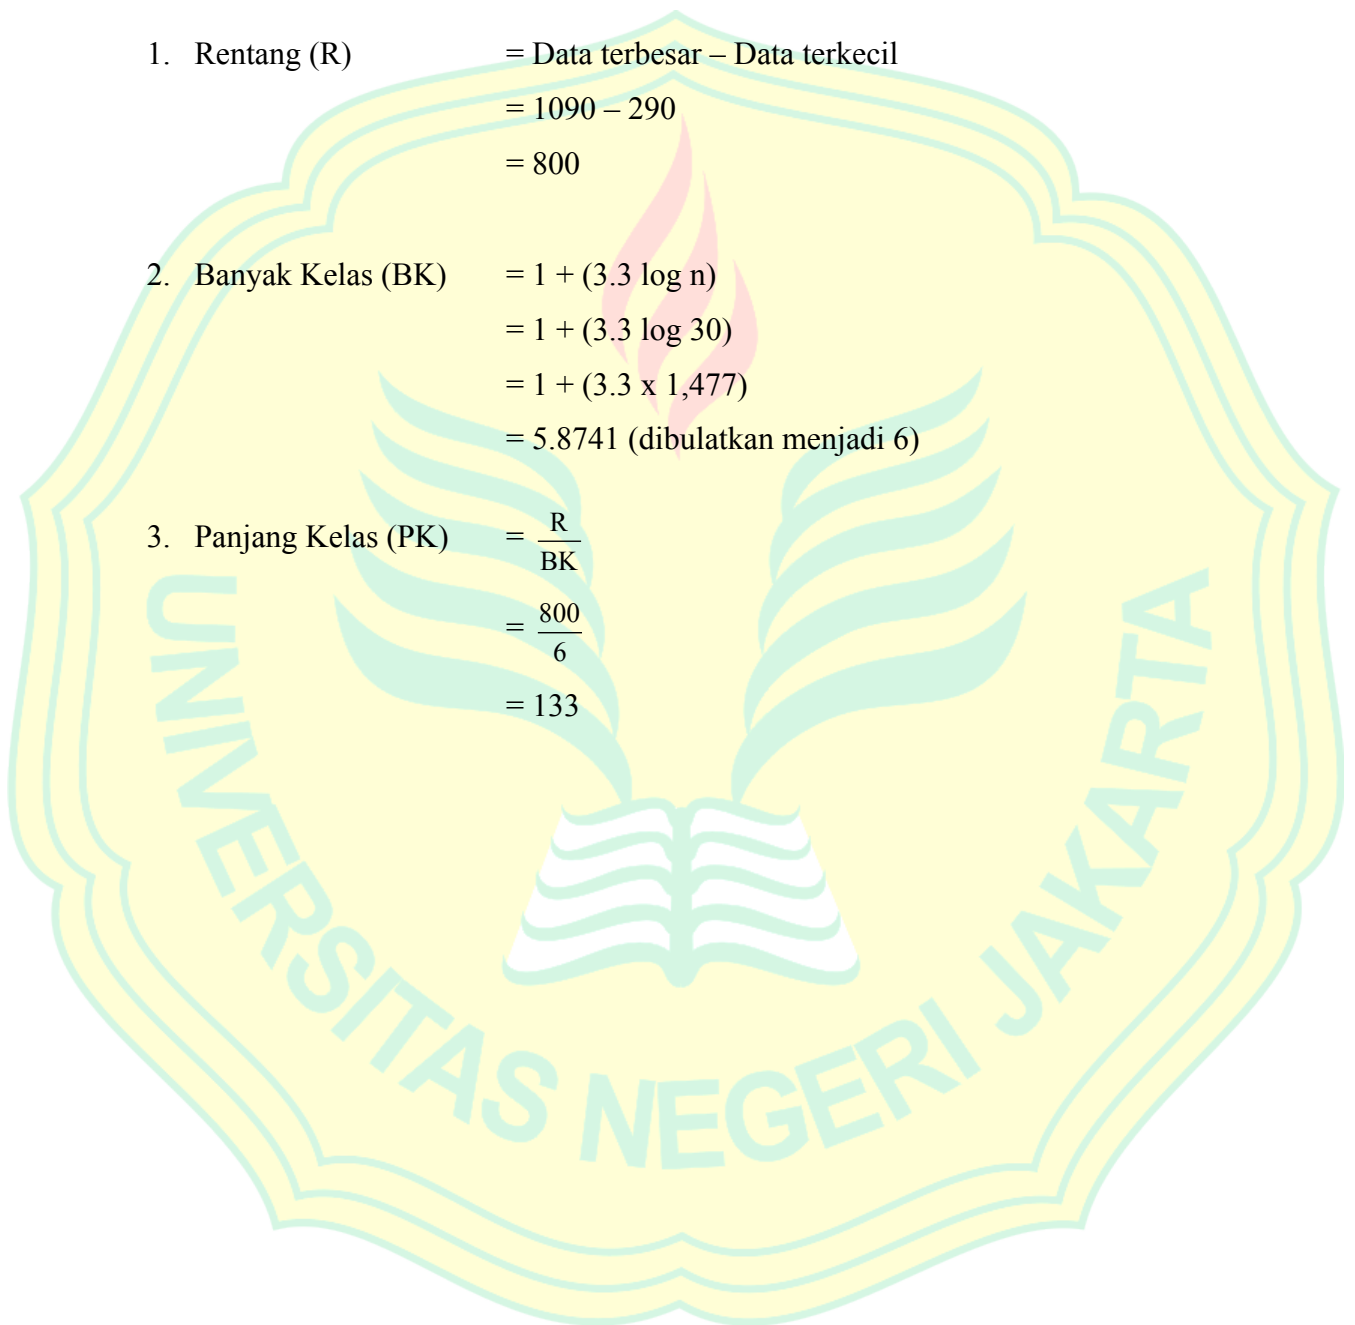 1. Rentang (R) = Data terbesar – Data terkecil
= 1090 – 290
= 800
2. Banyak Kelas (BK) = 1 + (3.3 log n)
= 1 + (3.3 log 30)
= 1 + (3.3 x 1,477)
= 5.8741 (dibulatkan menjadi 6)
3. Panjang Kelas (PK) = R / BK
= 800 / 6
= 133
UNIVERSITAS NEGERI JAKARTA